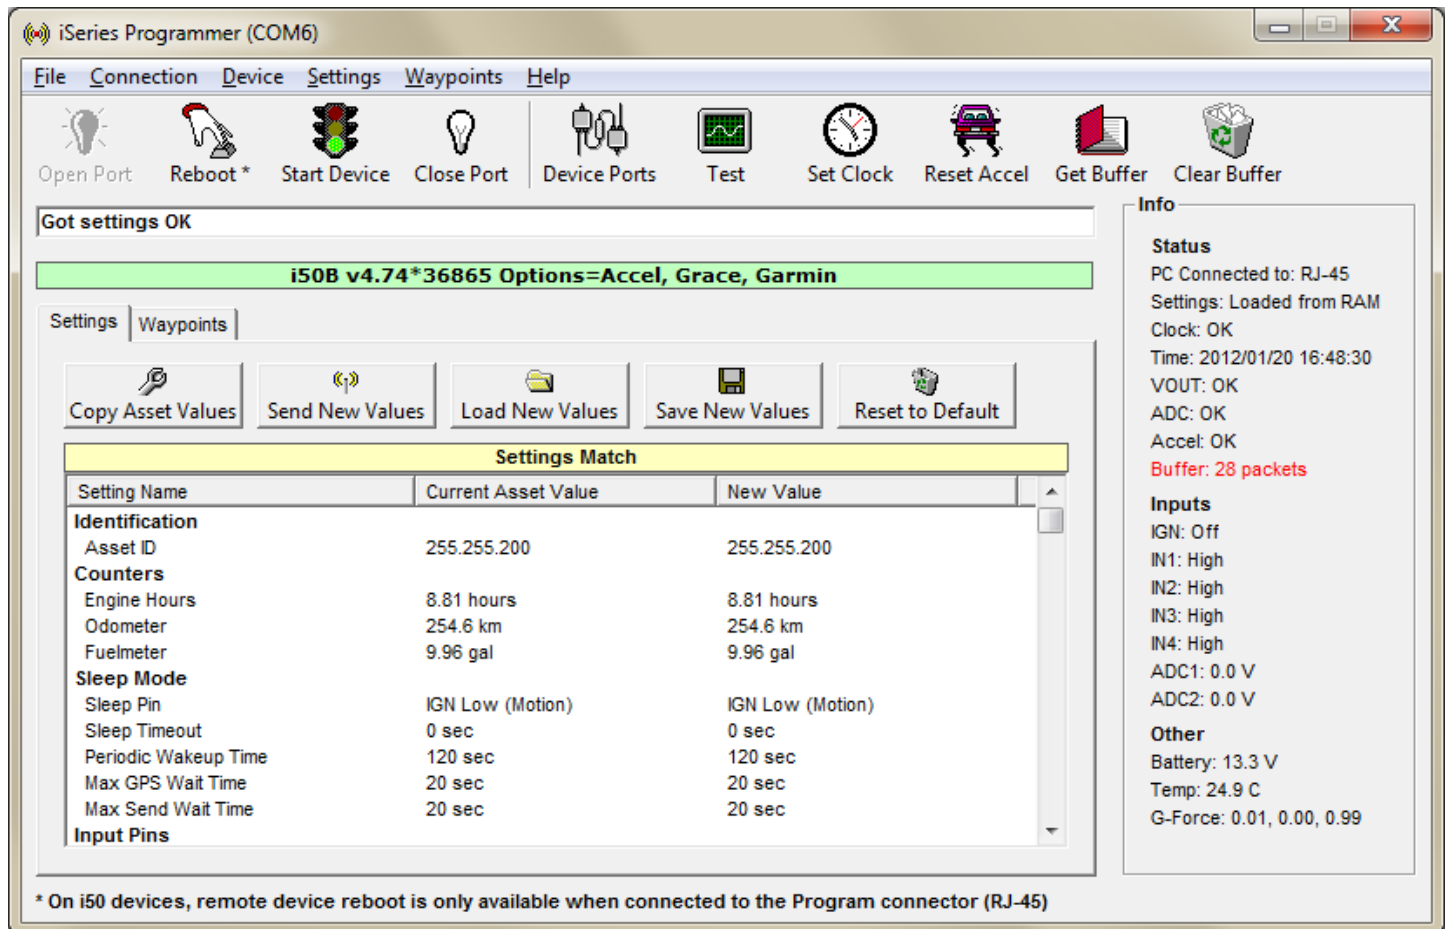 iSeries Programmer (COM6)
File Connection Device Settings Waypoints Help
Open Port Reboot * Start Device Close Port Device Ports Test Set Clock Reset Accel Get Buffer Clear Buffer
Got settings OK
i50B v4.74*36865 Options=Accel, Grace, Garmin
Settings Waypoints
Copy Asset Values Send New Values Load New Values Save New Values Reset to Default
Settings Match
Setting Name Current Asset Value New Value
Identification
Asset ID 255.255.200 255.255.200
Counters
Engine Hours 8.81 hours 8.81 hours
Odometer 254.6 km 254.6 km
Fuelmeter 9.96 gal 9.96 gal
Sleep Mode
Sleep Pin IGN Low (Motion) IGN Low (Motion)
Sleep Timeout 0 sec 0 sec
Periodic Wakeup Time 120 sec 120 sec
Max GPS Wait Time 20 sec 20 sec
Max Send Wait Time 20 sec 20 sec
Input Pins
Info
Status
PC Connected to: RJ-45
Settings: Loaded from RAM
Clock: OK
Time: 2012/01/20 16:48:30
VOUT: OK
ADC: OK
Accel: OK
Buffer: 28 packets
Inputs
IGN: Off
IN1: High
IN2: High
IN3: High
IN4: High
ADC1: 0.0 V
ADC2: 0.0 V
Other
Battery: 13.3 V
Temp: 24.9 C
G-Force: 0.01, 0.00, 0.99
* On i50 devices, remote device reboot is only available when connected to the Program connector (RJ-45)